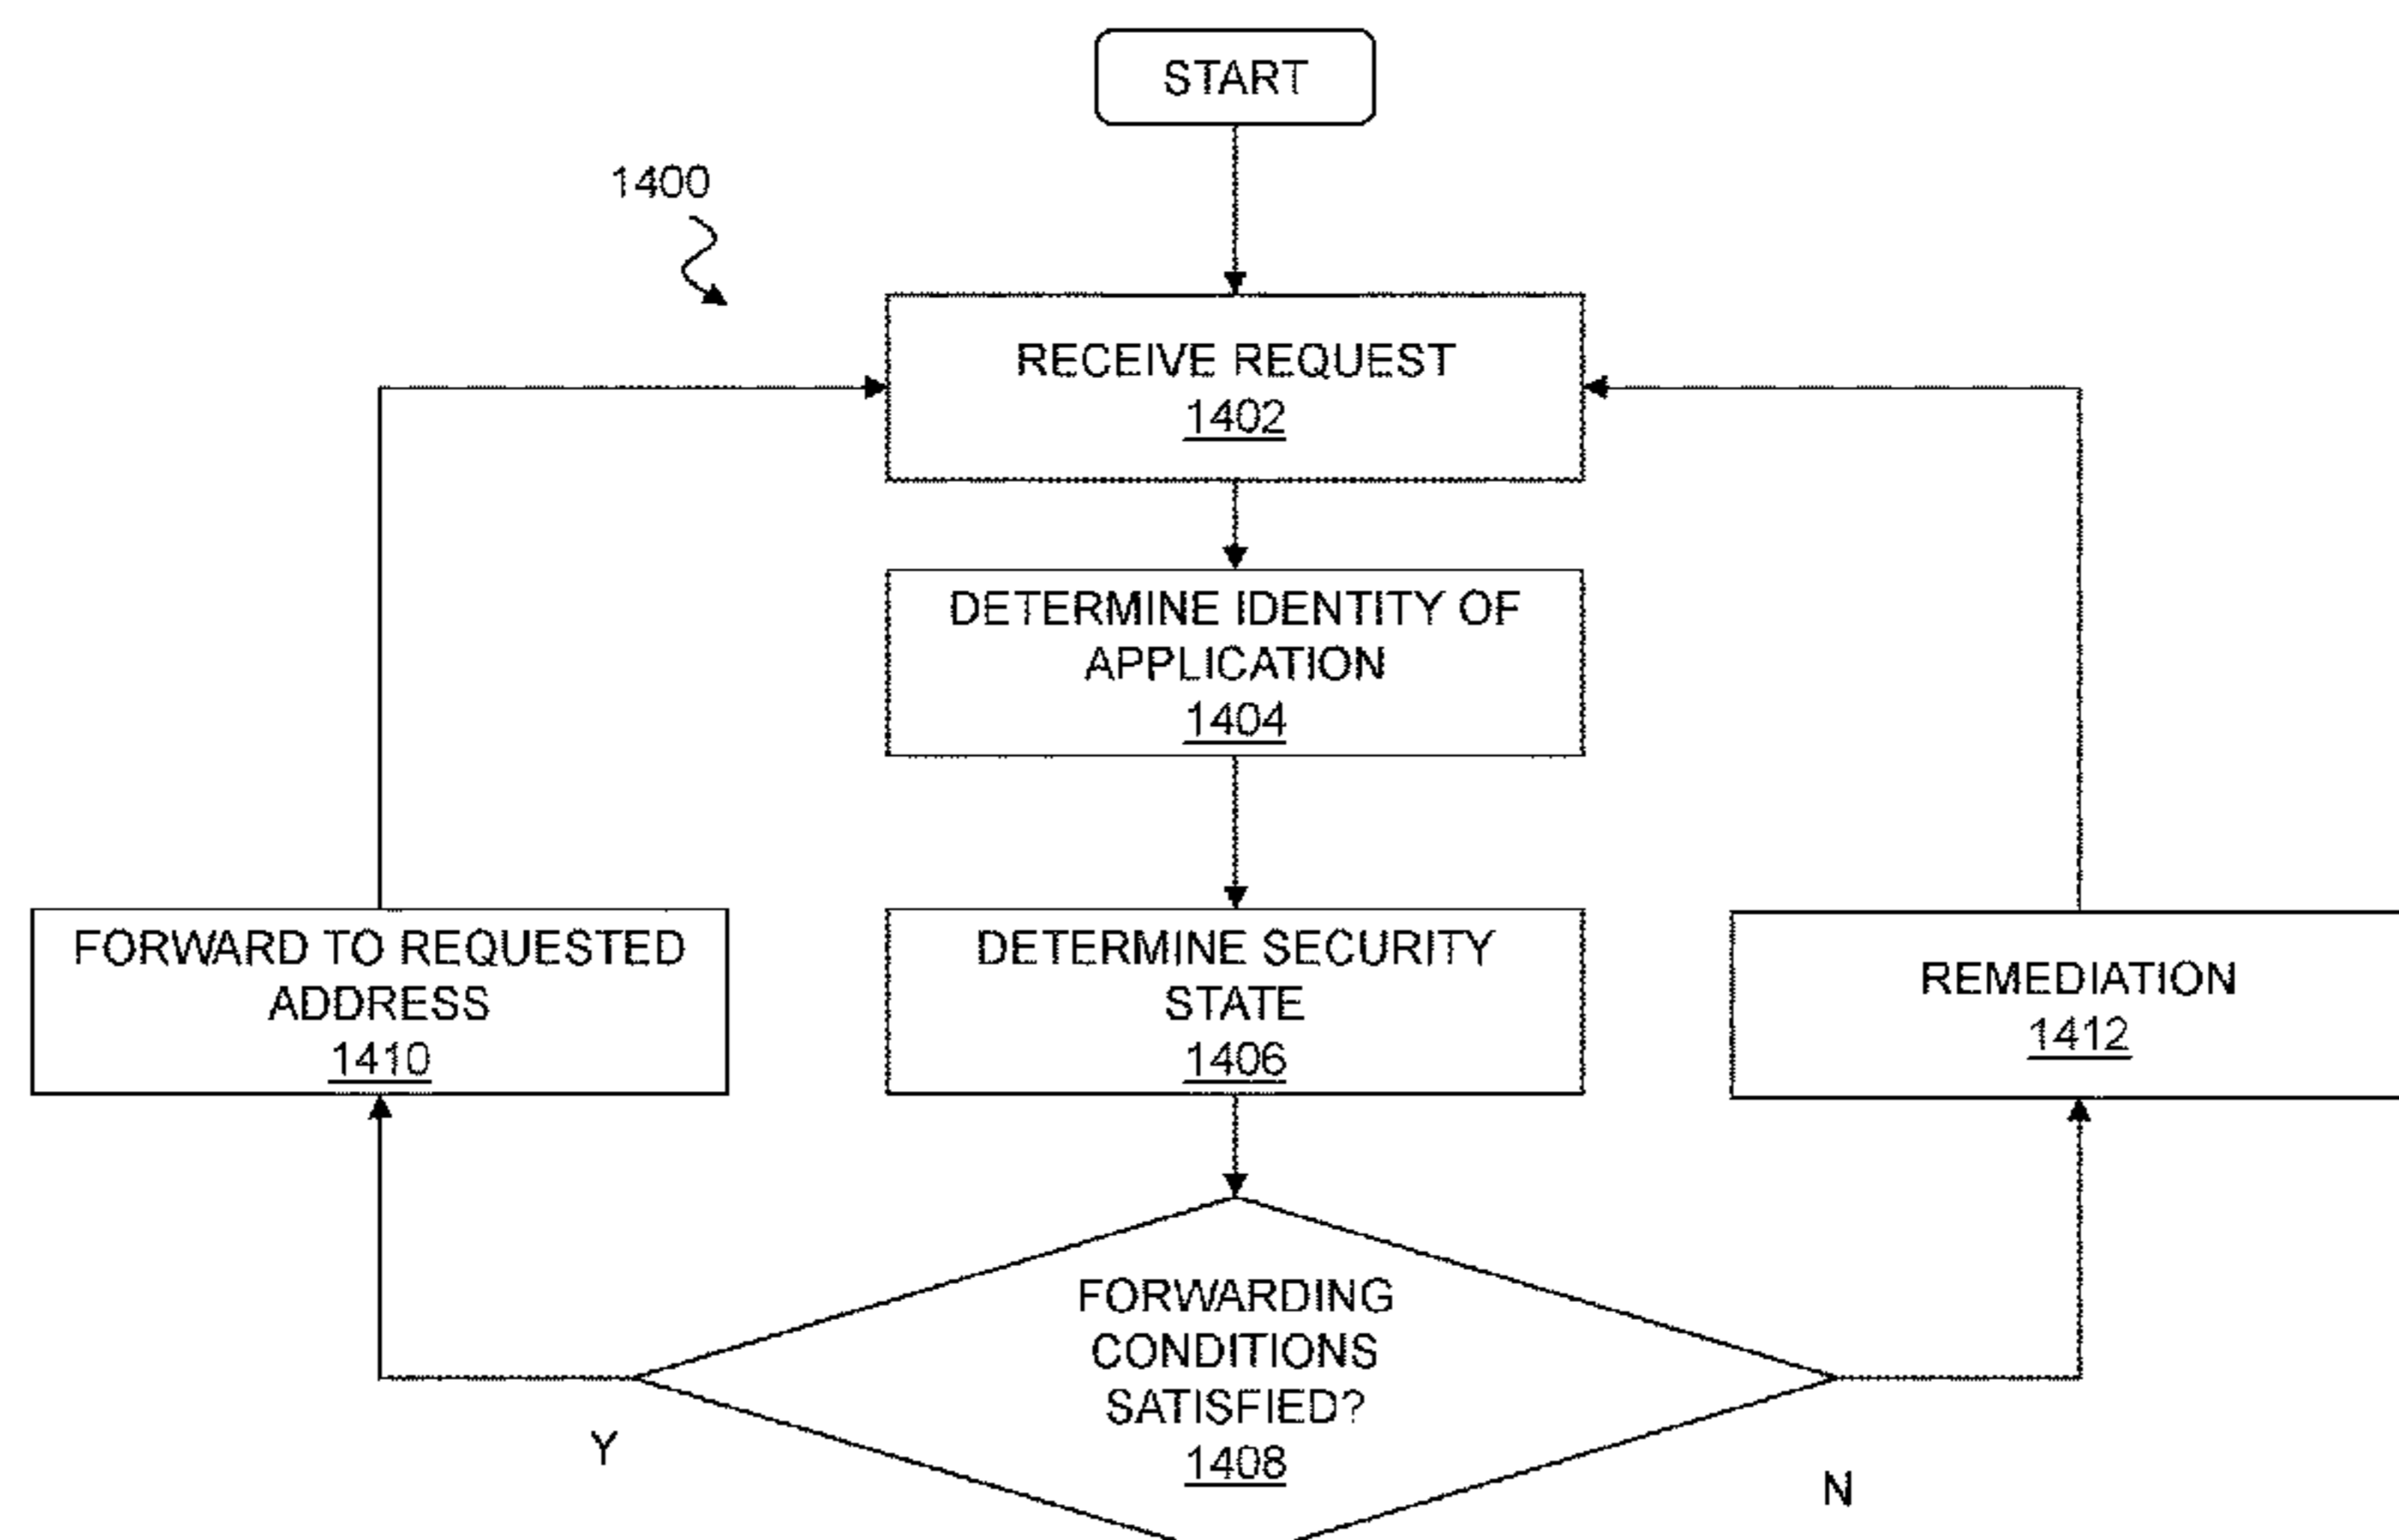 START
1400
RECEIVE REQUEST
1402
DETERMINE IDENTITY OF
APPLICATION
1404
FORWARD TO REQUESTED
ADDRESS
1410
DETERMINE SECURITY
STATE
1406
REMEDIATION
1412
FORWARDING
CONDITIONS
SATISFIED?
1408
Y
N